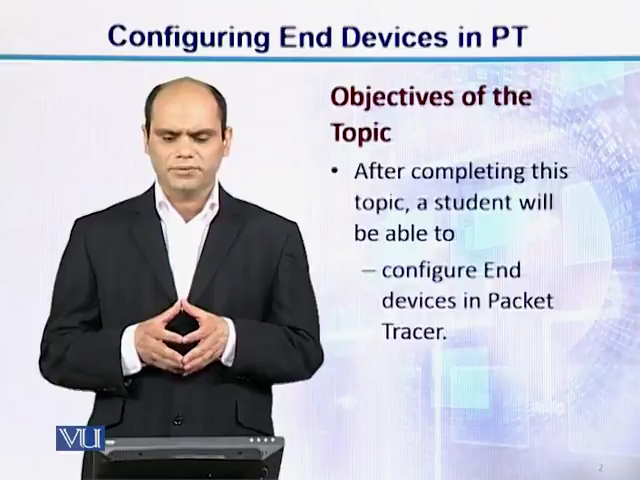 Configuring End Devices in PT
Objectives of the
Topic
• After completing this
topic, a student will
be able to
– configure End
devices in Packet
Tracer.
VU
2